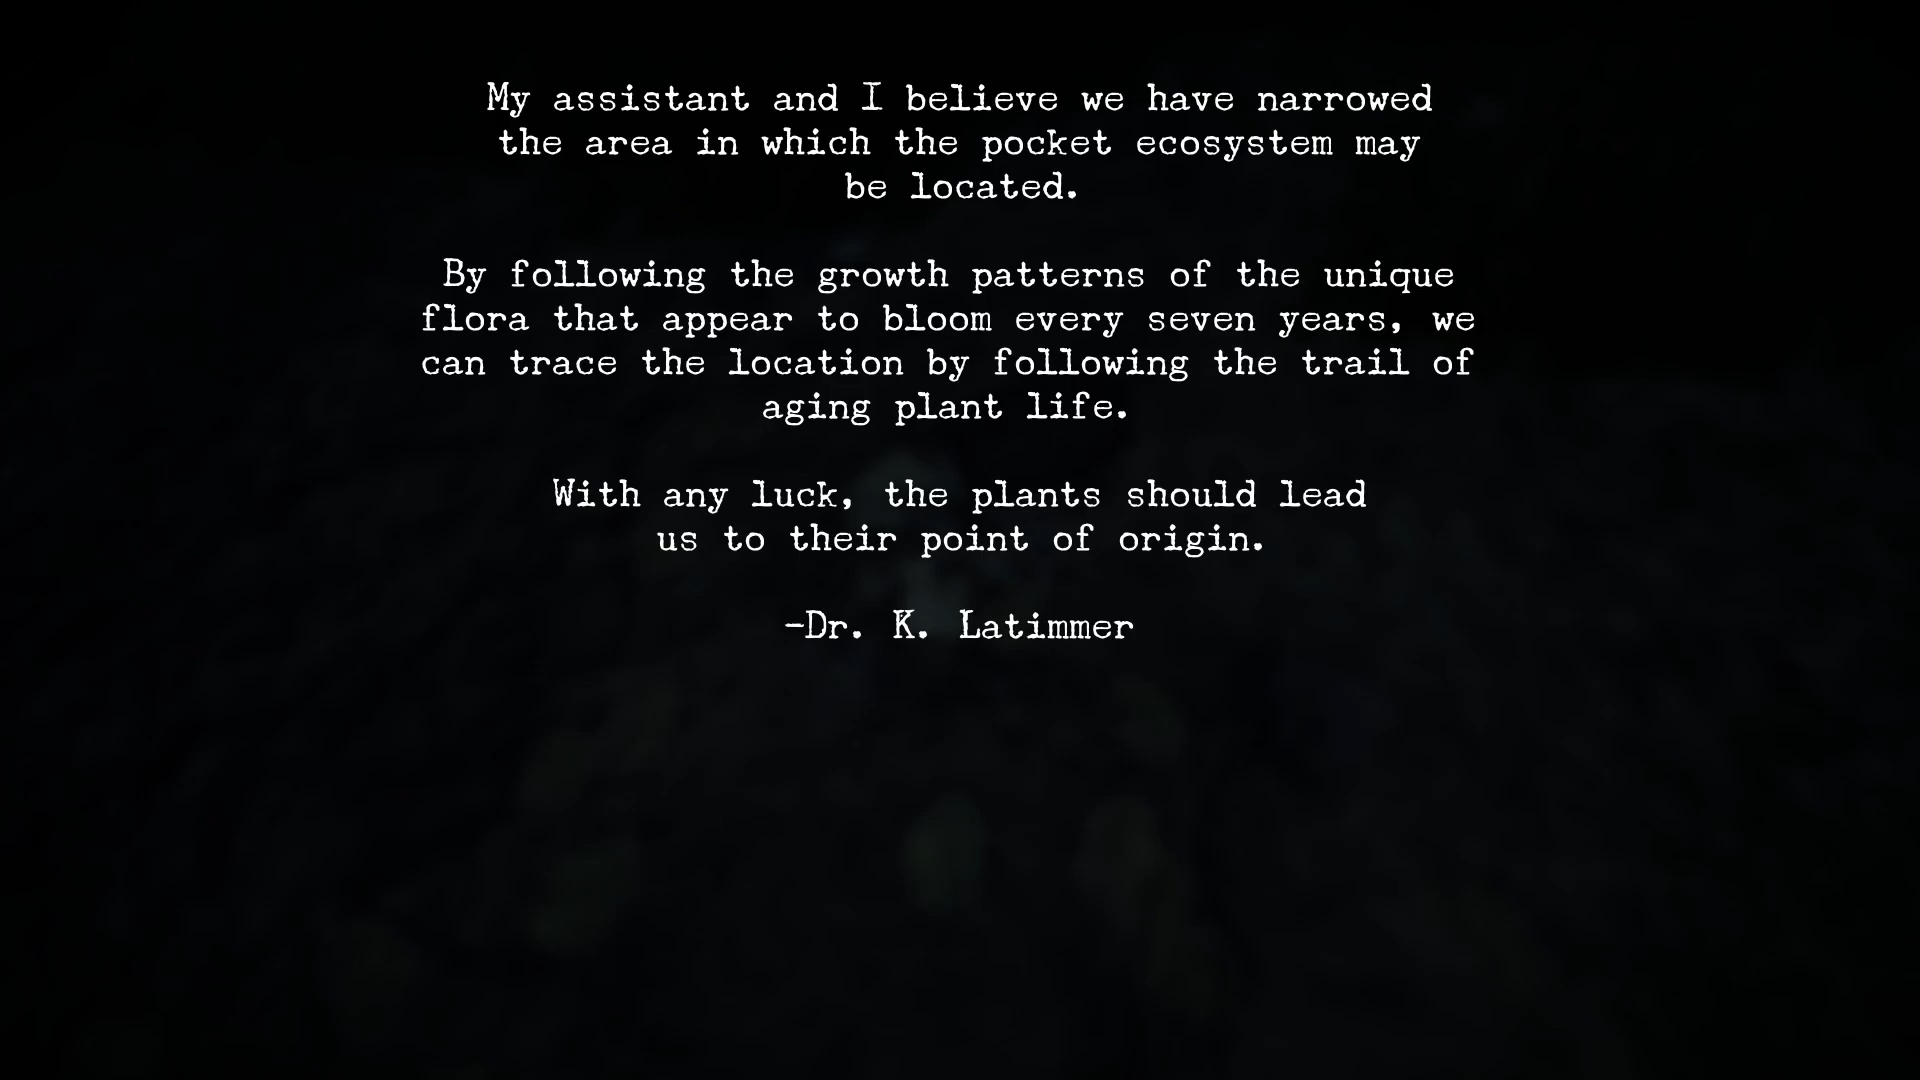 My assistant and I believe we have narrowed
the area in which the pocket ecosystem may
be located.
By following the growth patterns of the unique
flora that appear to bloom every seven years, we
can trace the location by following the trail of
aging plant life.
With any luck, the plants should lead
us to their point of origin.
-Dr. K. Latimmer